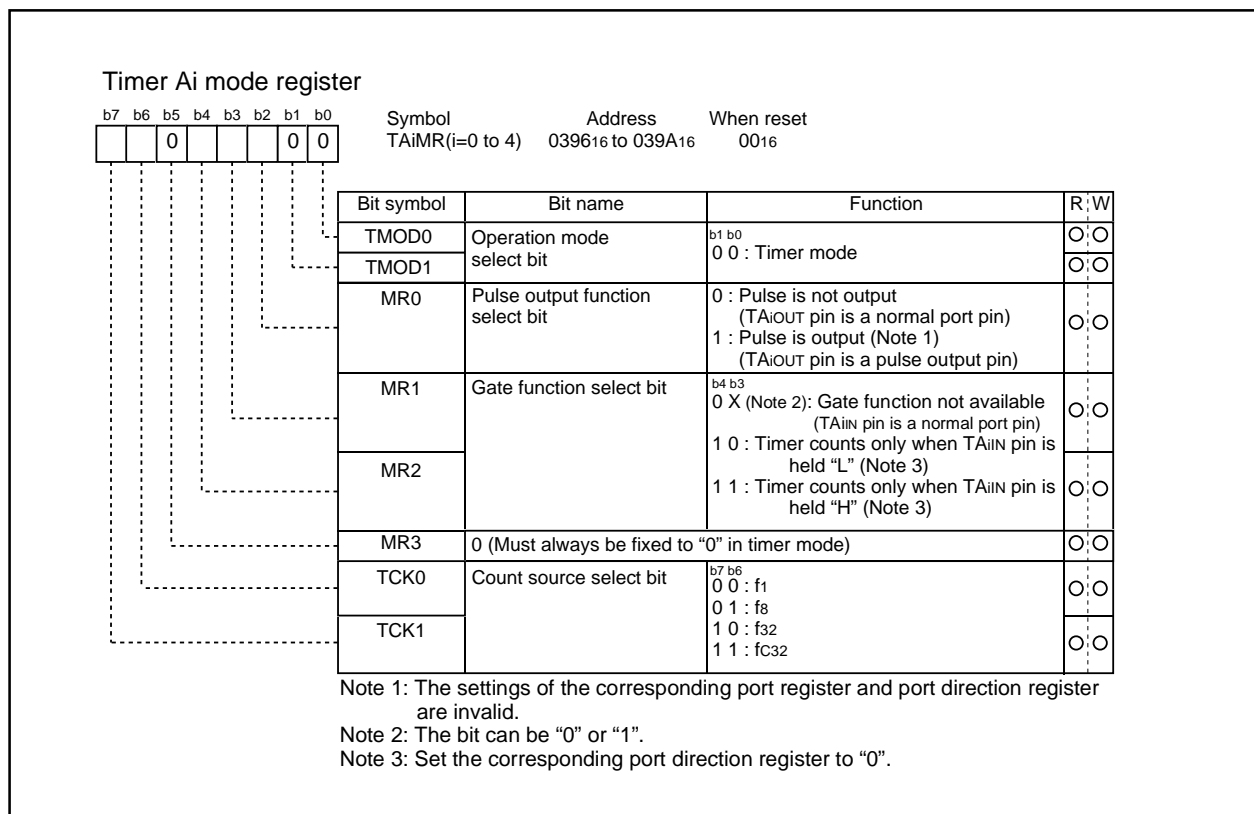 Timer Ai mode register
b7 b6 b5 b4 b3 b2 b1 b0
0 0 0
Symbol Address When reset
TAiMR(i=0 to 4) 039616 to 039A16 0016
Bit symbol Bit name Function R W
TMOD0 Operation mode select bit b1 b0
TMOD1 0 0 : Timer mode
MR0 Pulse output function select bit 0 : Pulse is not output
(TAiOUT pin is a normal port pin)
1 : Pulse is output (Note 1)
(TAiOUT pin is a pulse output pin)
MR1 Gate function select bit b4 b3
0 X (Note 2): Gate function not available
(TAiIN pin is a normal port pin)
1 0 : Timer counts only when TAiIN pin is
MR2 held “L” (Note 3)
1 1 : Timer counts only when TAiIN pin is
held “H” (Note 3)
MR3 0 (Must always be fixed to “0” in timer mode)
TCK0 Count source select bit b7 b6
0 0 : f1
0 1 : f8
TCK1 1 0 : f32
1 1 : fC32
Note 1: The settings of the corresponding port register and port direction register
are invalid.
Note 2: The bit can be “0” or “1”.
Note 3: Set the corresponding port direction register to “0”.